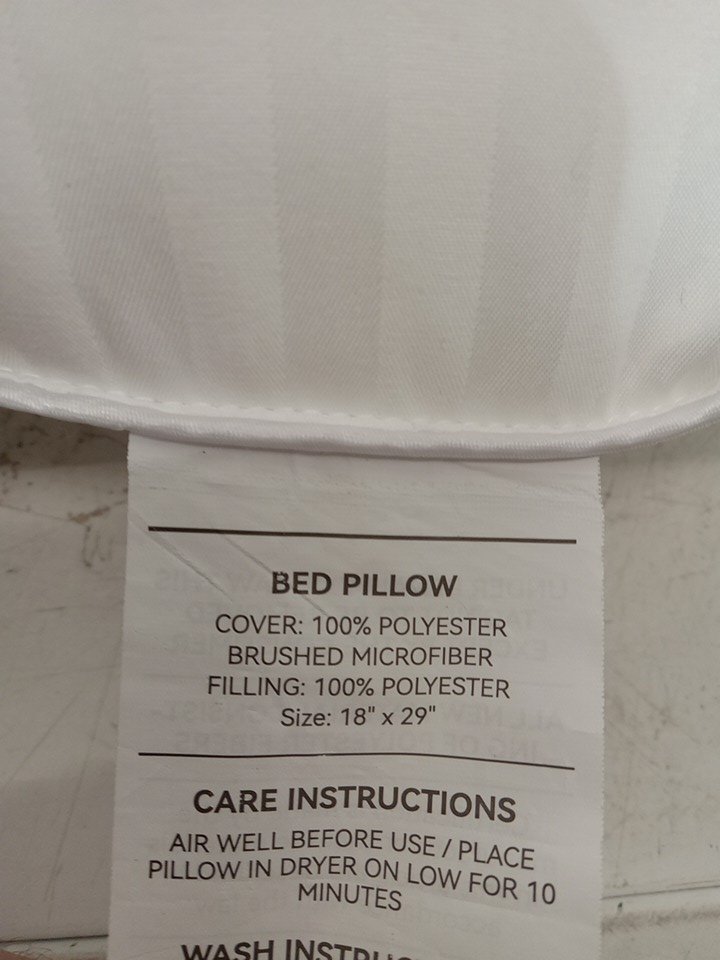 BED PILLOW
COVER: 100% POLYESTER
BRUSHED MICROFIBER
FILLING: 100% POLYESTER
Size: 18" x 29"
CARE INSTRUCTIONS
AIR WELL BEFORE USE / PLACE
PILLOW IN DRYER ON LOW FOR 10
MINUTES
WASH